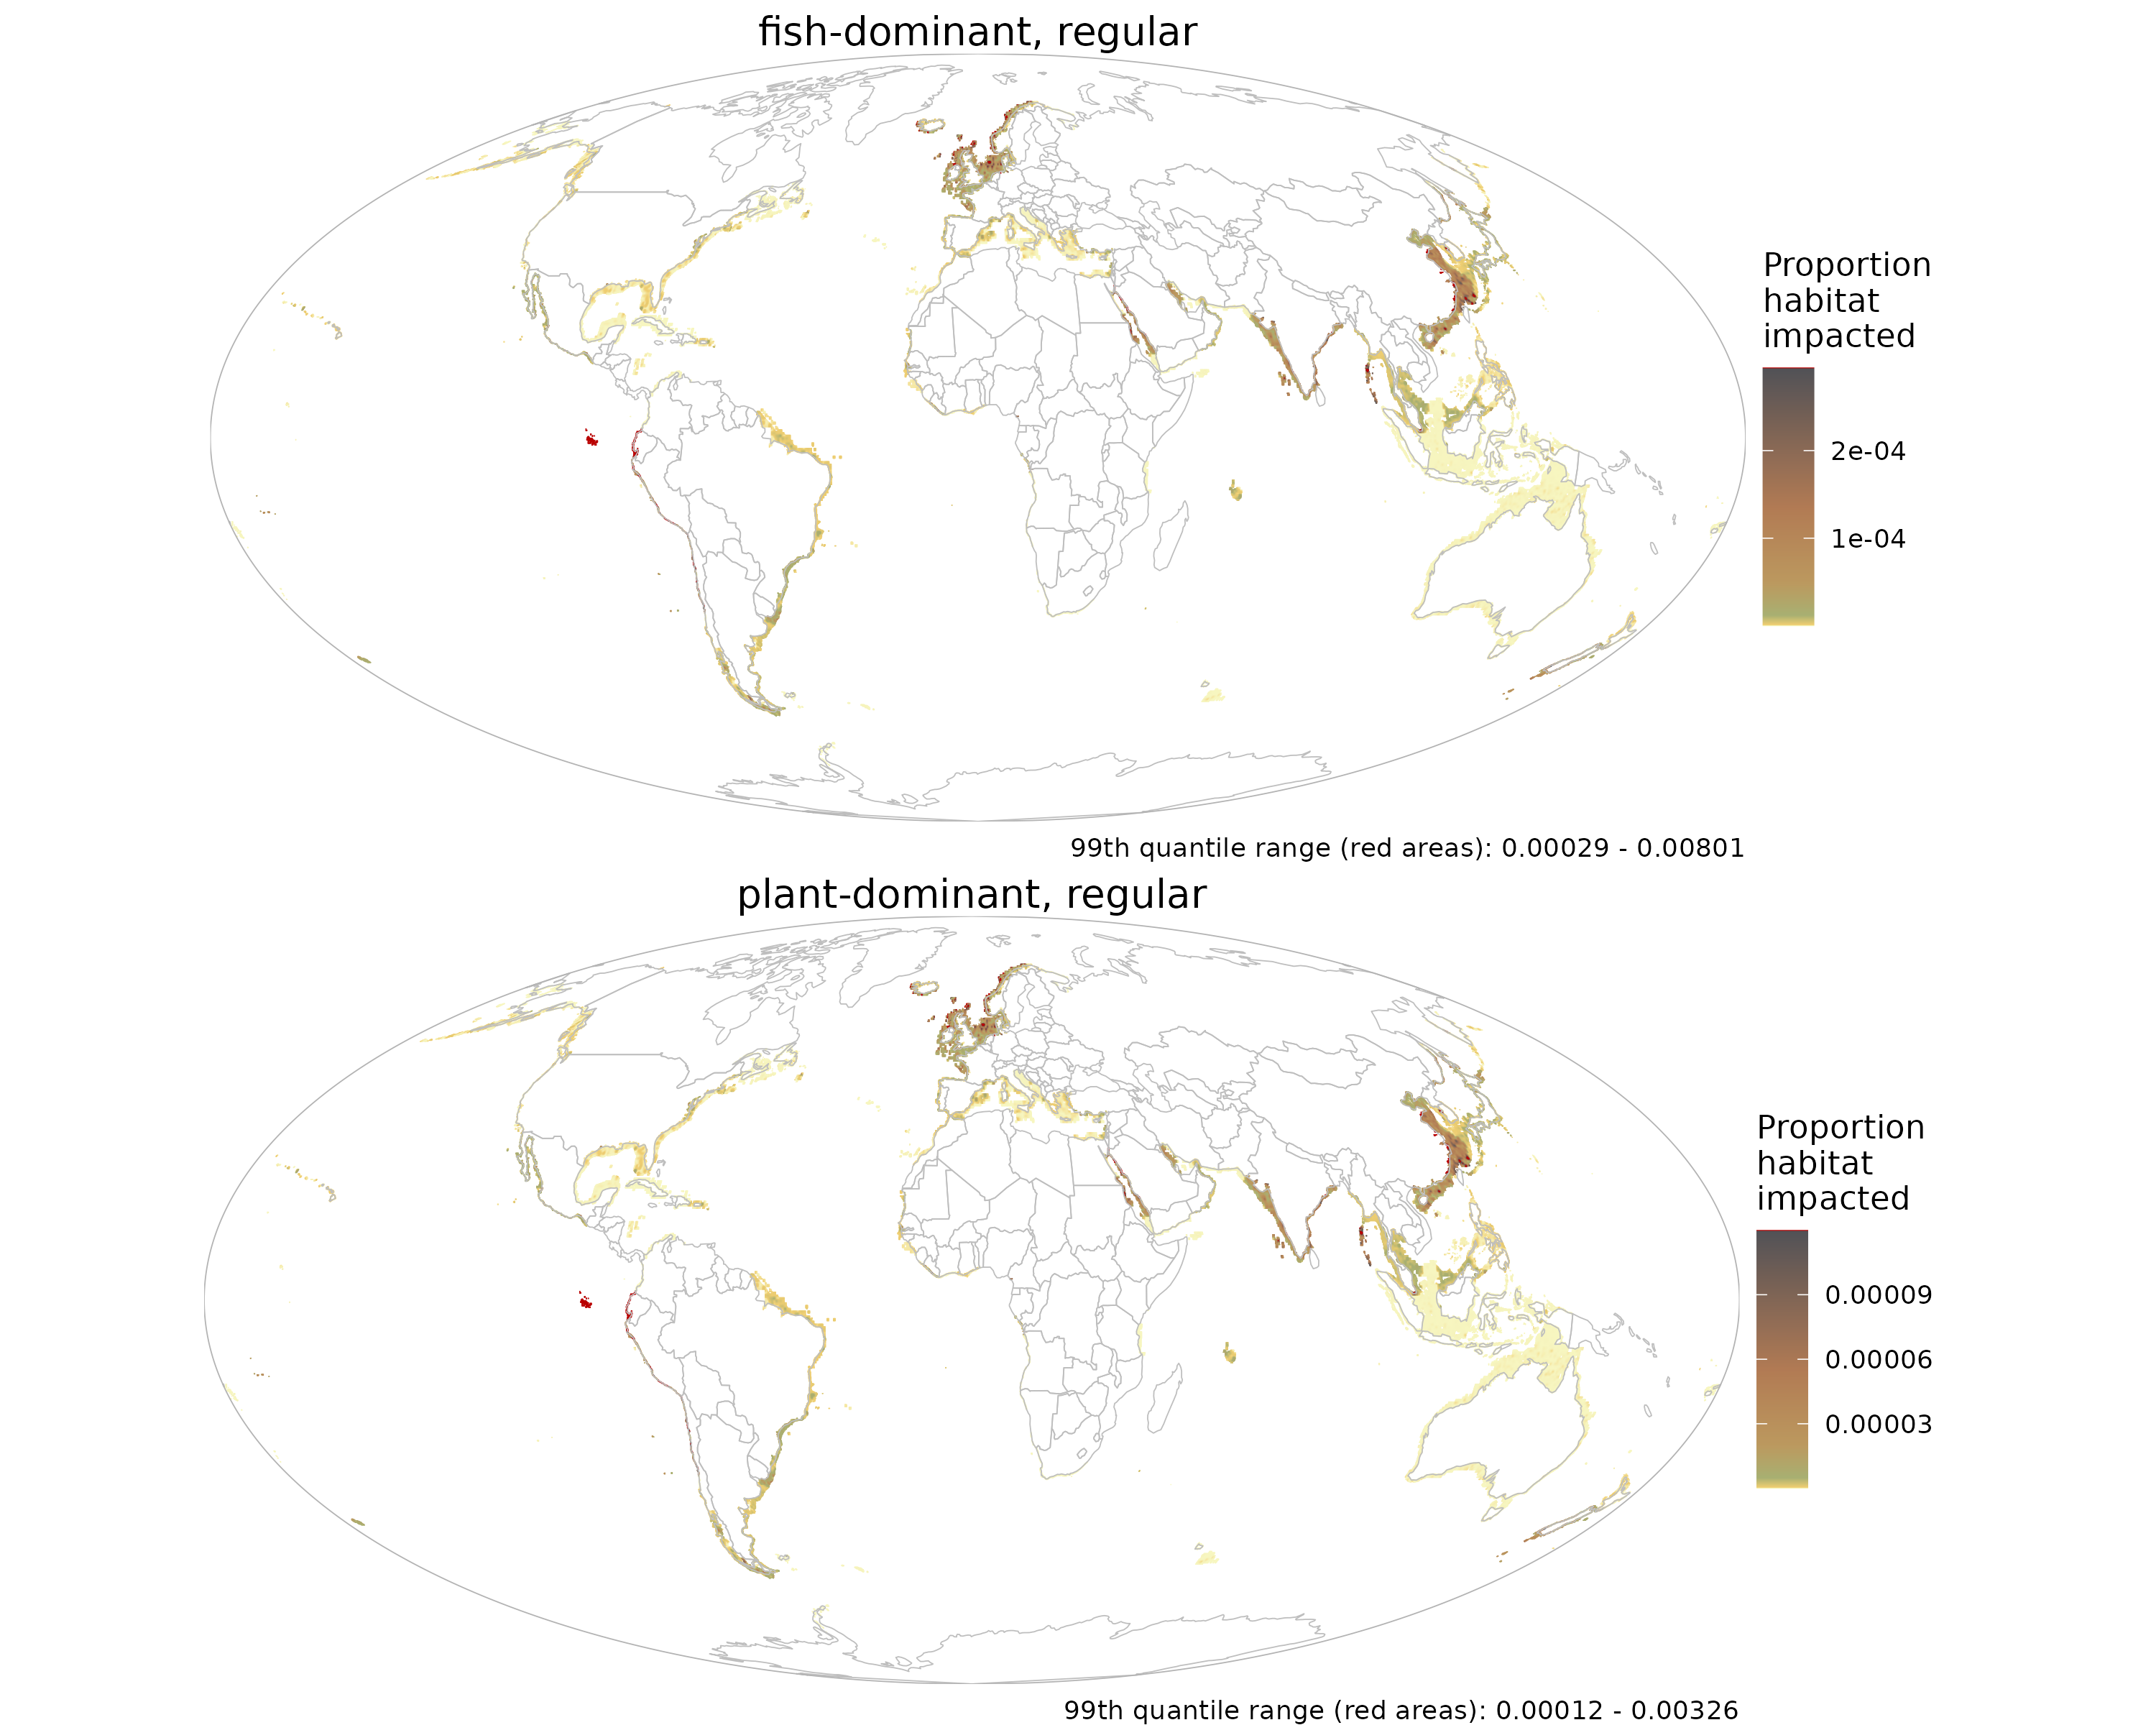 fish-dominant, regular
Proportion
habitat
impacted
2e-04
1e-04
99th quantile range (red areas): 0.00029 - 0.00801
plant-dominant, regular
Proportion
habitat
impacted
0.00009
0.00006
0.00003
99th quantile range (red areas): 0.00012 - 0.00326